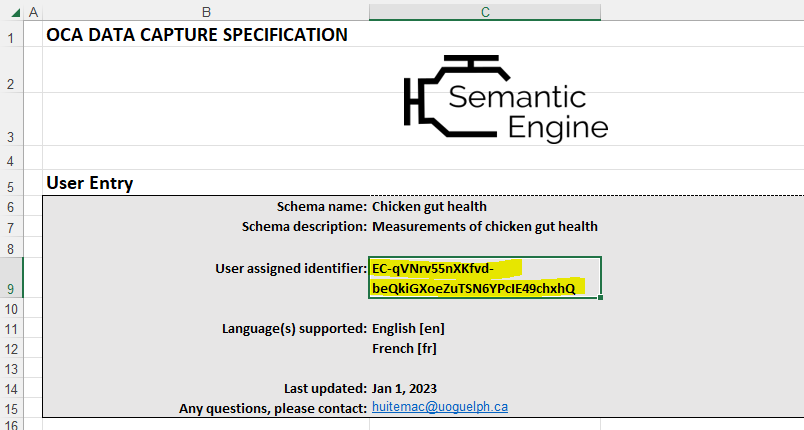 A B C
1 OCA DATA CAPTURE SPECIFICATION
2 Semantic
3 Engine
4
5 User Entry
6 Schema name: Chicken gut health
7 Schema description: Measurements of chicken gut health
8
User assigned identifier: EC-qVNrv55nXKfvd-
9 beQkiGXoeZuTSN6YPcIE49chxhQ
10
11 Language(s) supported: English [en]
12 French [fr]
13
14 Last updated: Jan 1, 2023
15 Any questions, please contact: huitemac@uoguelph.ca
16